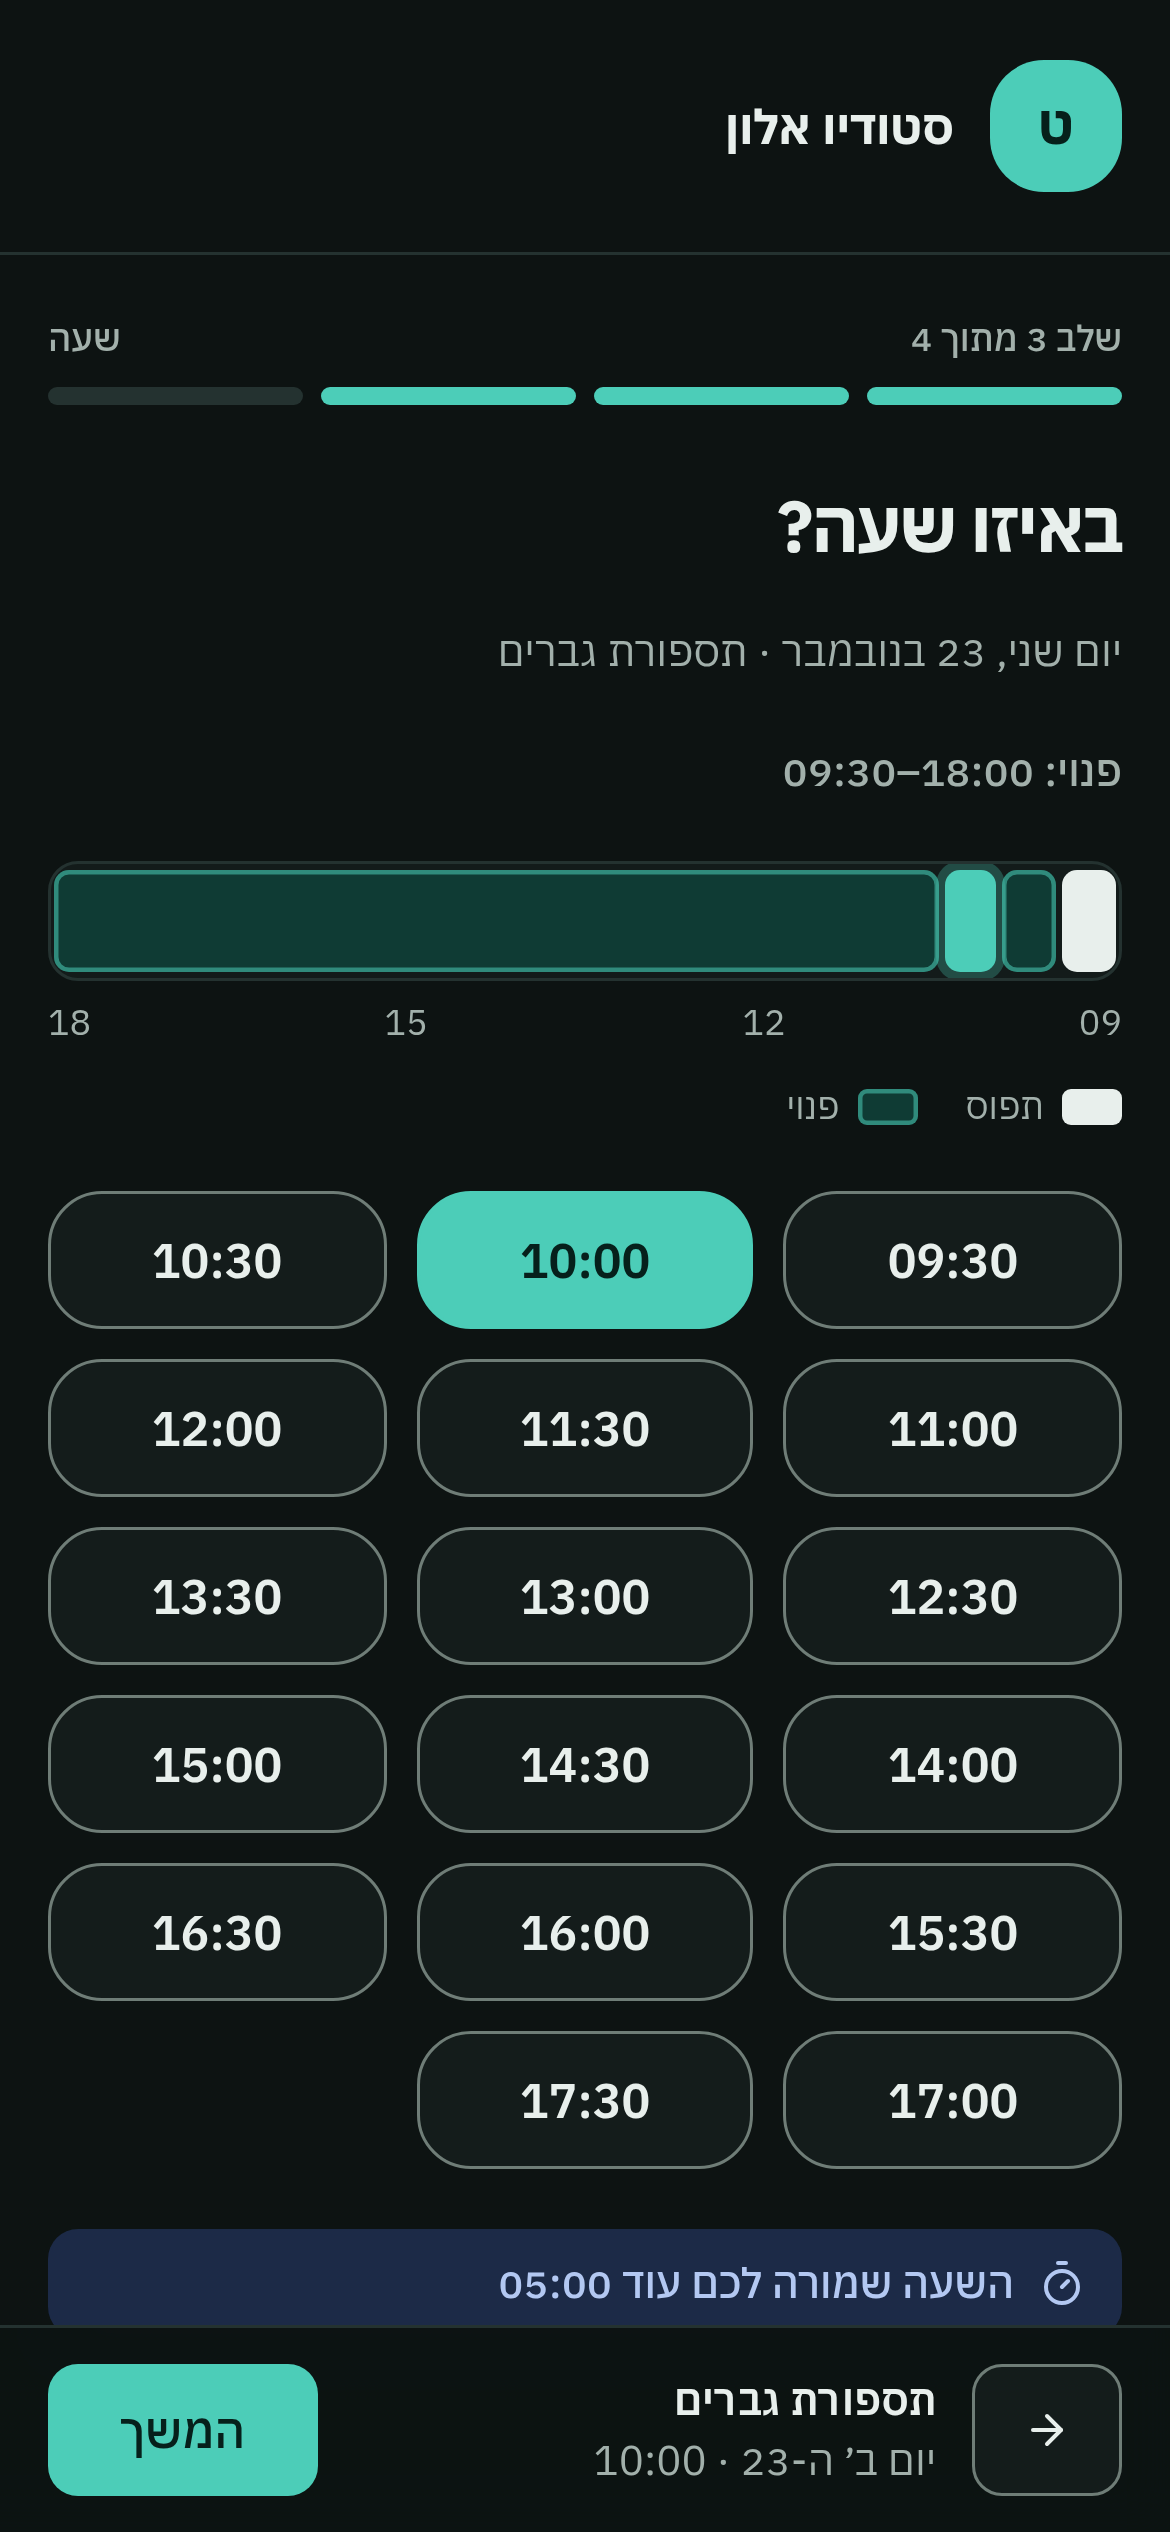 ט
סטודיו אלון
שלב 3 מתוך 4
שעה
באיזו שעה?
יום שני, 23 בנובמבר · תספורת גברים
פנוי: 09:30–18:00
09 12 15 18
תפוס פנוי
09:30 10:00 10:30
11:00 11:30 12:00
12:30 13:00 13:30
14:00 14:30 15:00
15:30 16:00 16:30
17:00 17:30
השעה שמורה לכם עוד 05:00
תספורת גברים
יום ב׳ ה-23 · 10:00
המשך